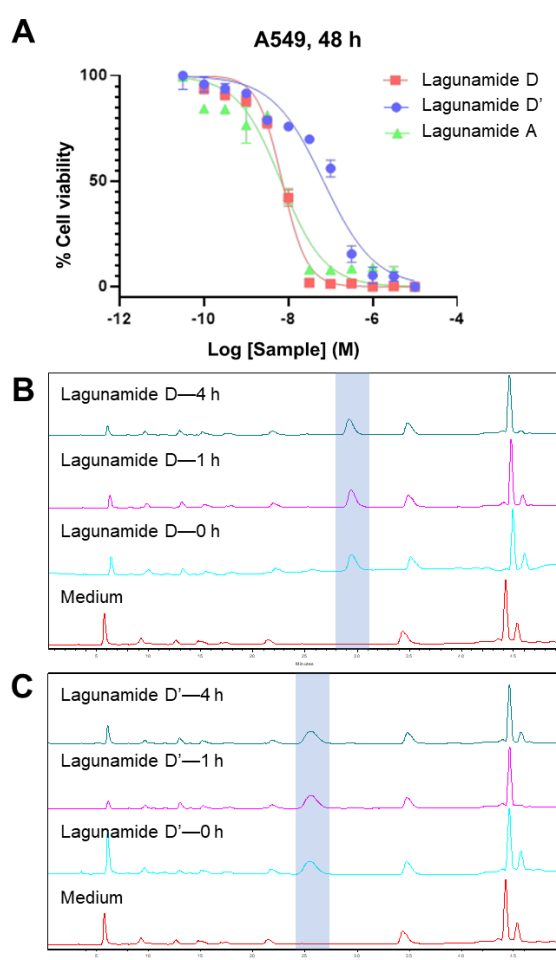 A
A549, 48 h
100
50
0
% Cell viability
-12
-10
-8
-6
-4
Log [Sample] (M)
Lagunamide D
Lagunamide D'
Lagunamide A
B
Lagunamide D—4 h
Lagunamide D—1 h
Lagunamide D—0 h
Medium
Minutes
C
Lagunamide D'—4 h
Lagunamide D'—1 h
Lagunamide D'—0 h
Medium